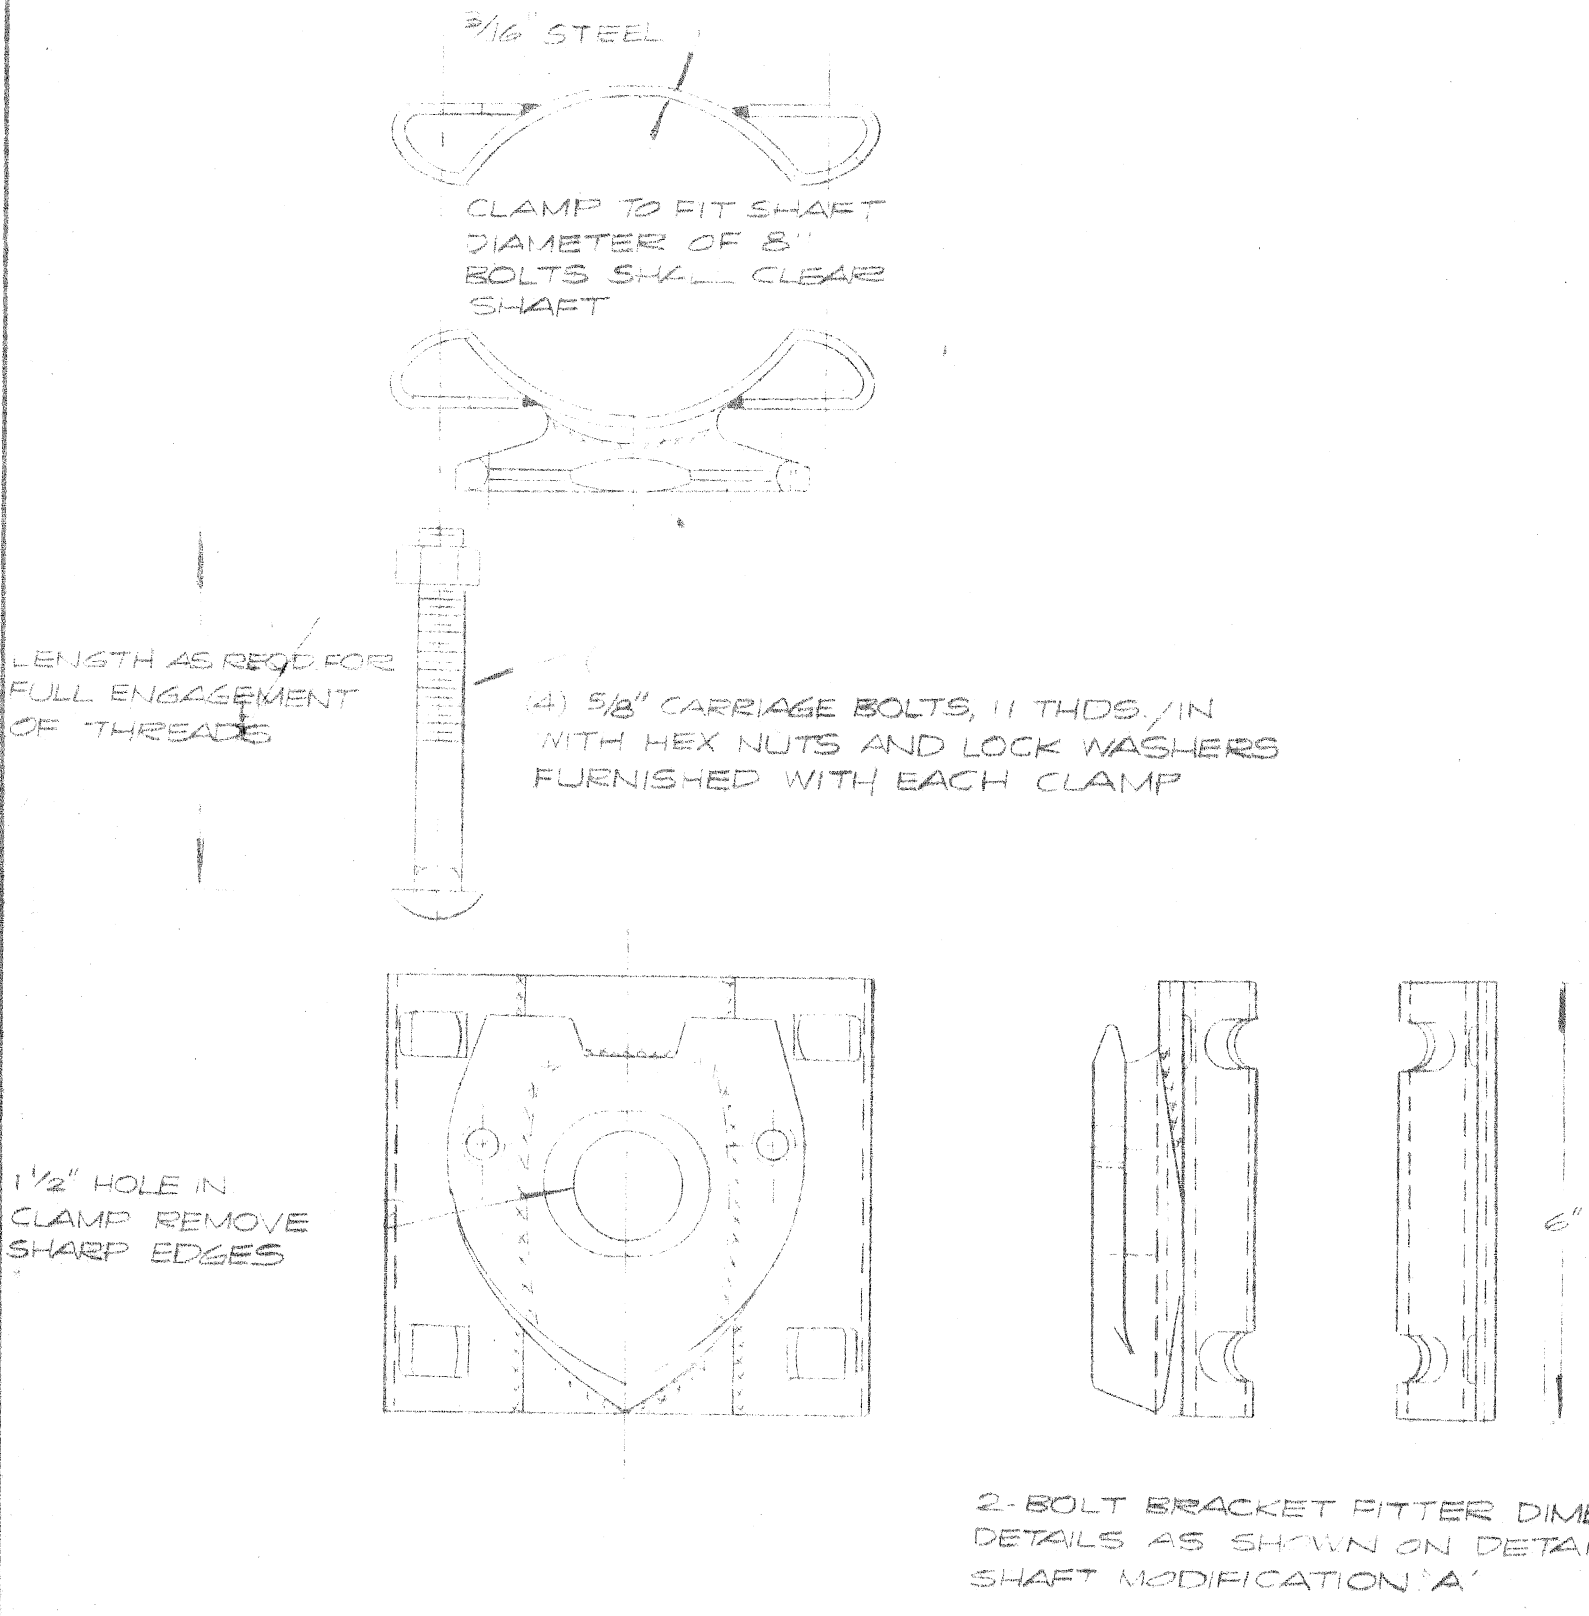 3/16" STEEL
CLAMP TO FIT SHAFT
DIAMETER OF 8"
BOLTS SHALL CLEAR
SHAFT
LENGTH AS REQD. FOR
FULL ENGAGEMENT
OF THREADS
(4) 5/8" CARRIAGE BOLTS, 11 THDS./IN
WITH HEX NUTS AND LOCK WASHERS
FURNISHED WITH EACH CLAMP
1 1/2" HOLE IN
CLAMP REMOVE
SHARP EDGES
6"
2-BOLT BRACKET FITTER DIME
DETAILS AS SHOWN ON DETAI
SHAFT MODIFICATION 'A'